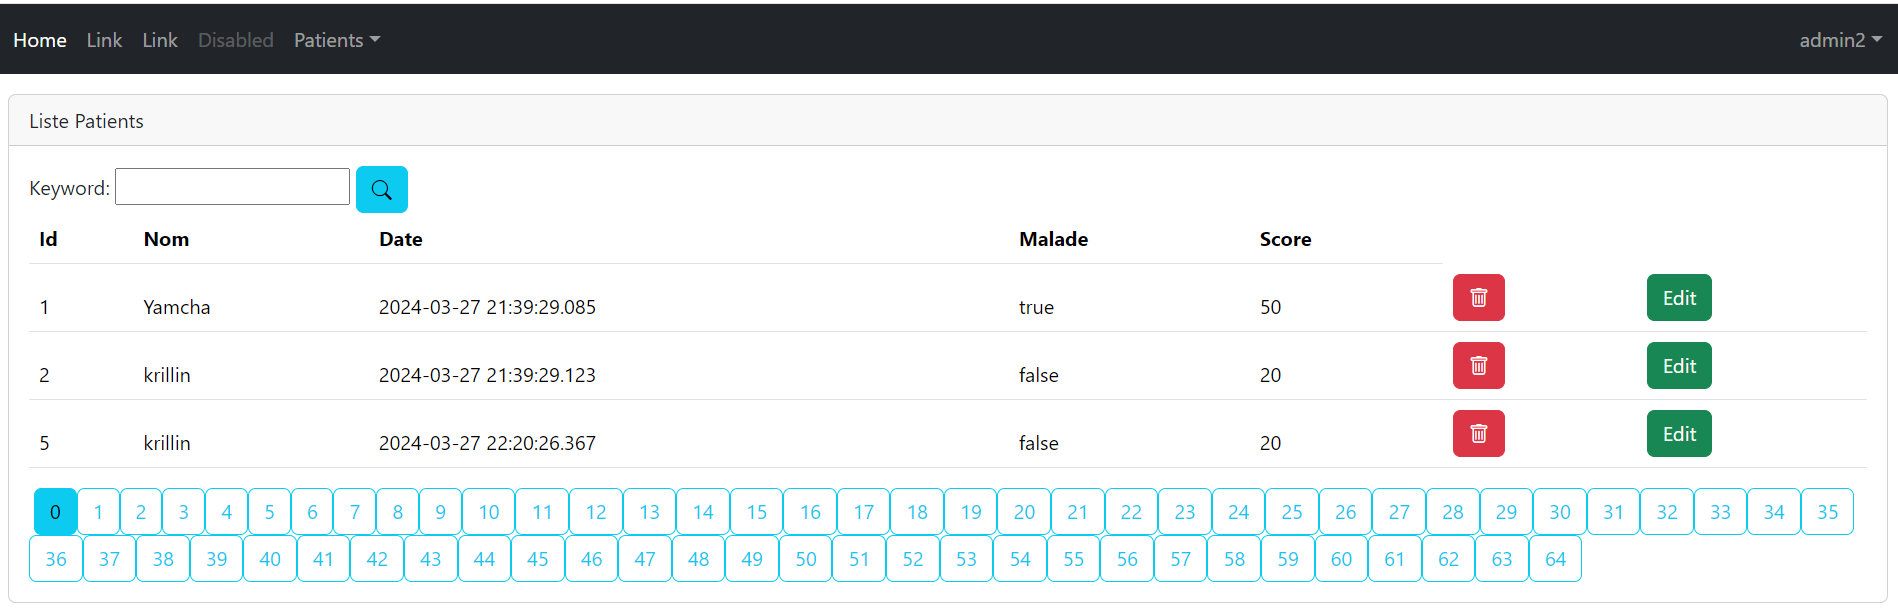 Home Link Link Disabled Patients admin2
Liste Patients
Keyword:
Id Nom Date Malade Score
1 Yamcha 2024-03-27 21:39:29.085 true 50 Edit
2 krillin 2024-03-27 21:39:29.123 false 20 Edit
5 krillin 2024-03-27 22:20:26.367 false 20 Edit
0 1 2 3 4 5 6 7 8 9 10 11 12 13 14 15 16 17 18 19 20 21 22 23 24 25 26 27 28 29 30 31 32 33 34 35
36 37 38 39 40 41 42 43 44 45 46 47 48 49 50 51 52 53 54 55 56 57 58 59 60 61 62 63 64